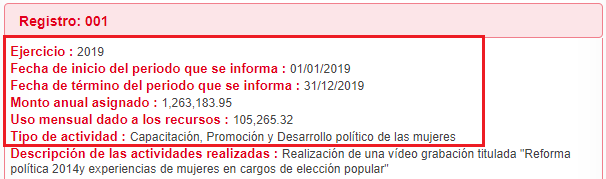 Registro: 001
Ejercicio : 2019
Fecha de inicio del periodo que se informa : 01/01/2019
Fecha de término del periodo que se informa : 31/12/2019
Monto anual asignado : 1,263,183.95
Uso mensual dado a los recursos : 105,265.32
Tipo de actividad : Capacitación, Promoción y Desarrollo político de las mujeres
Descripción de las actividades realizadas : Realización de una vídeo grabación titulada "Reforma
política 2014y experiencias de mujeres en cargos de elección popular"